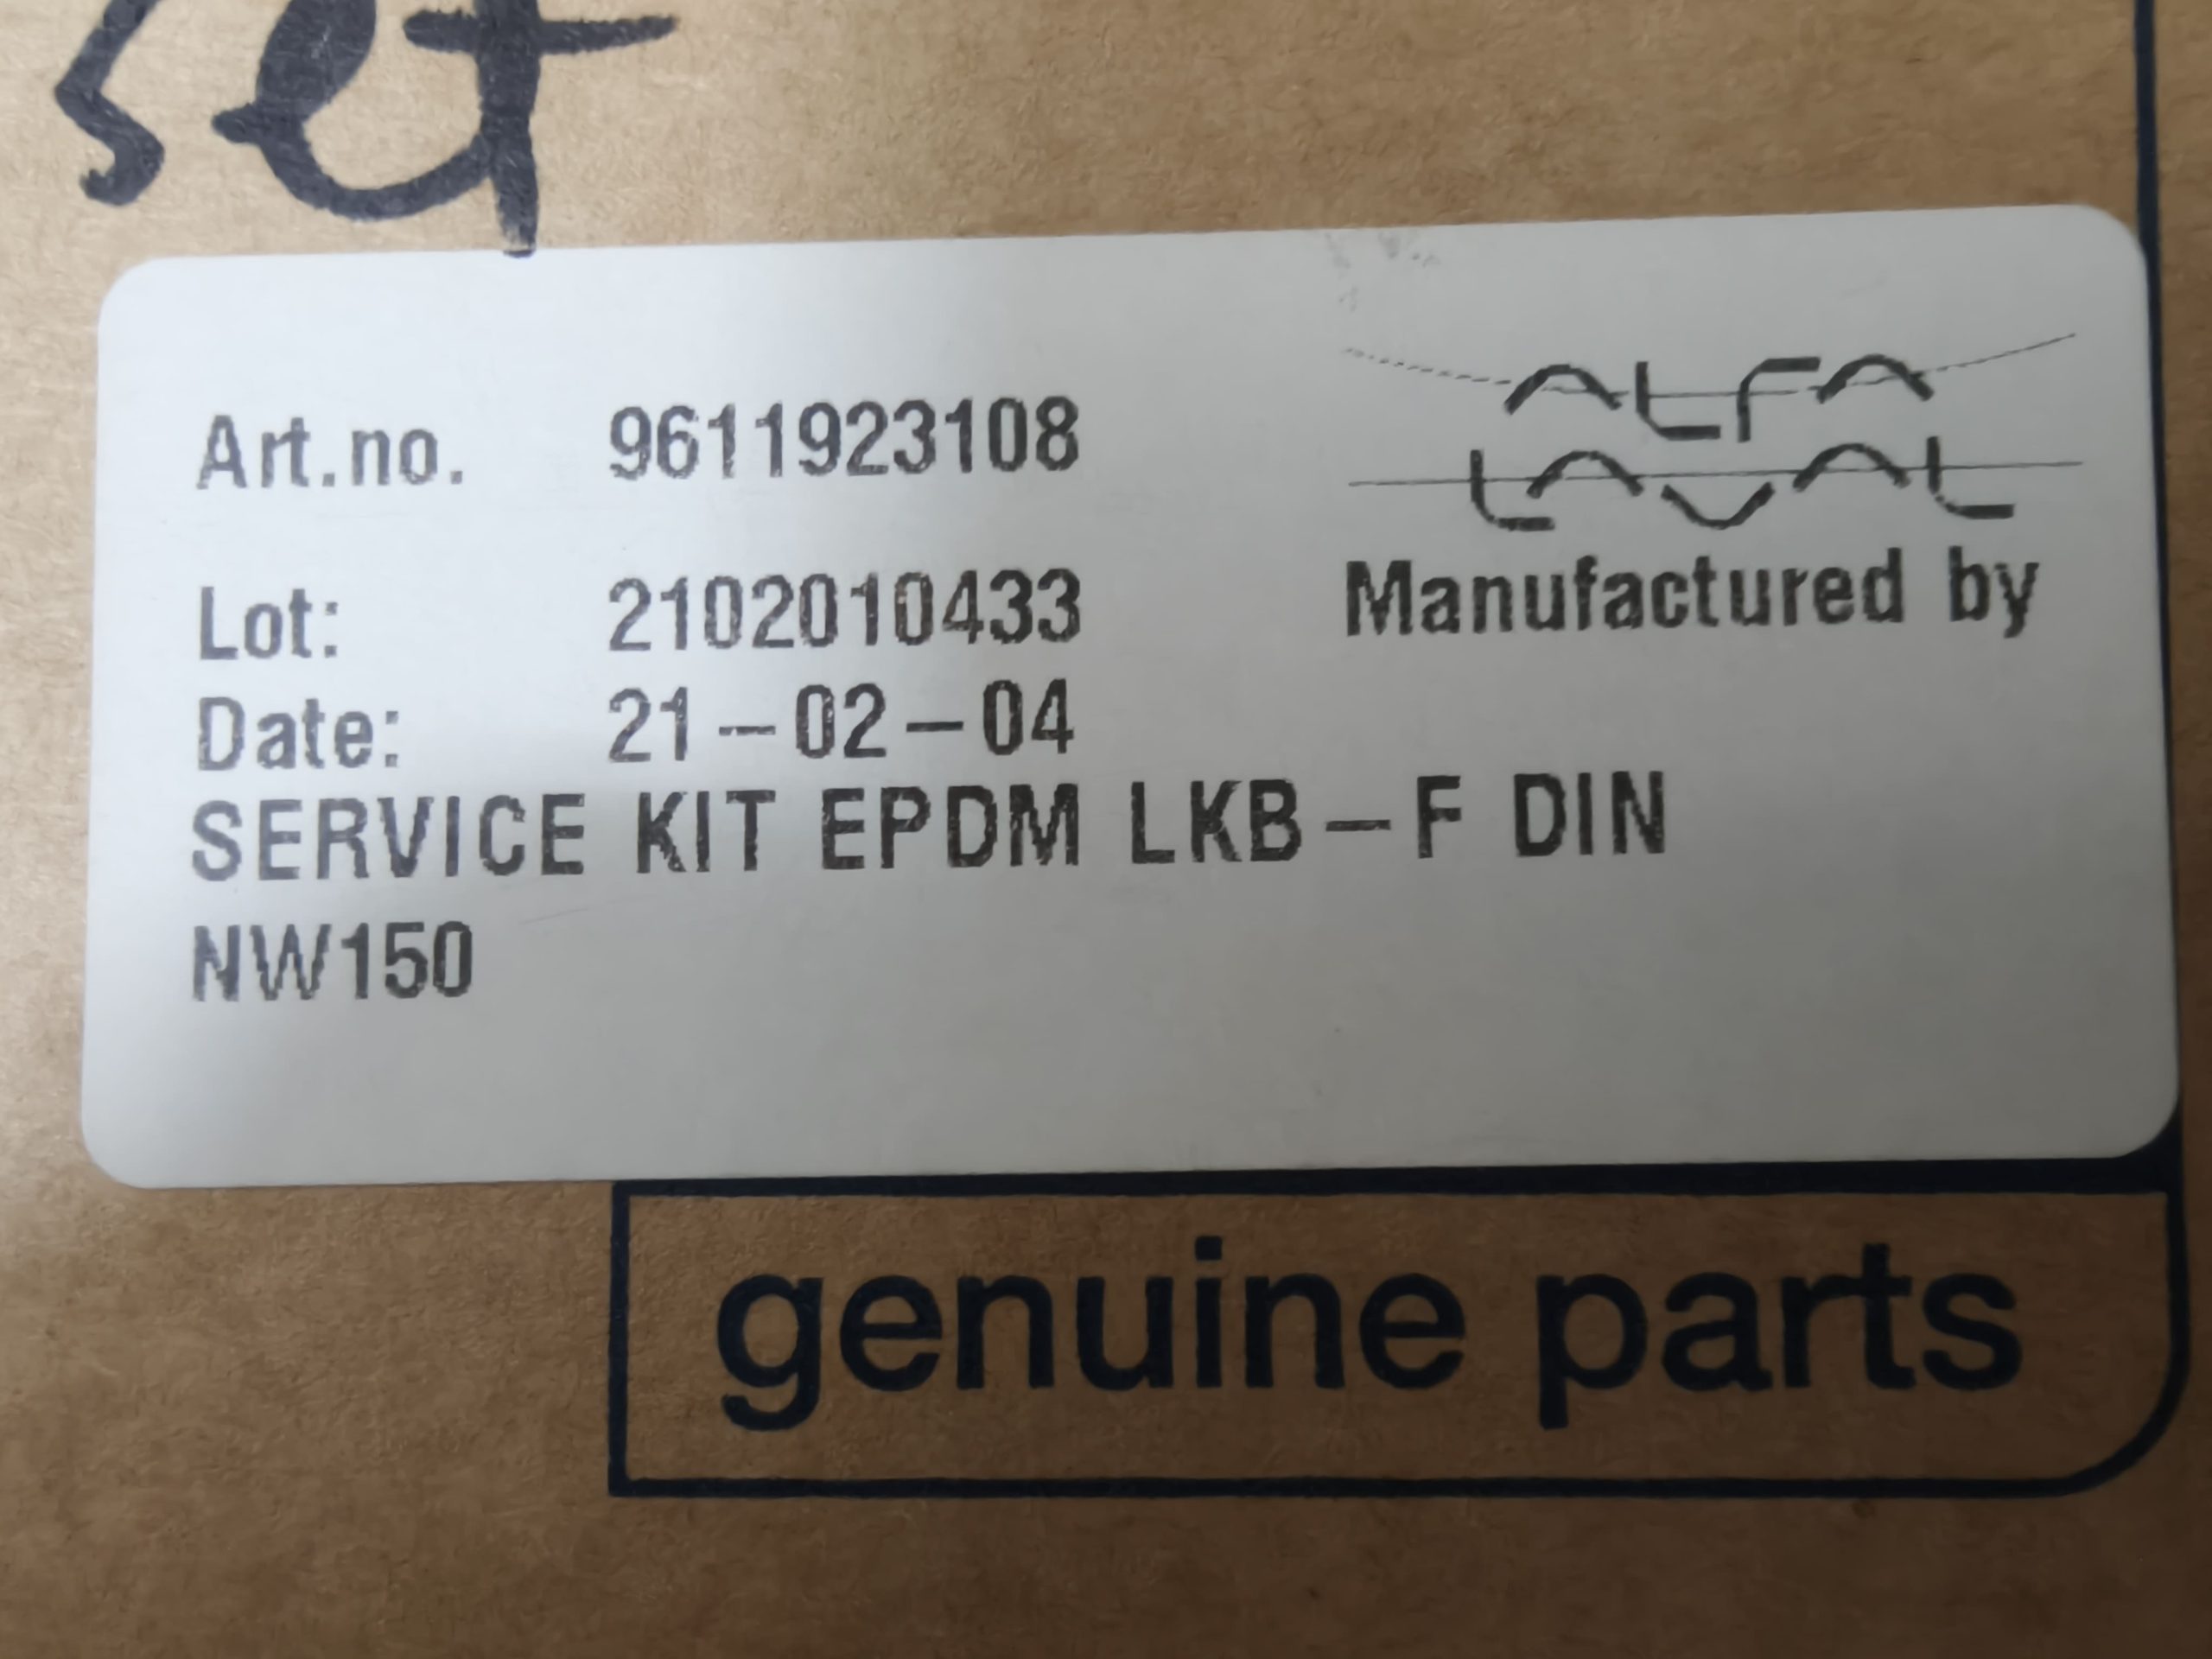 set
ALFA
LAVAL
Art.no. 9611923108
Manufactured by
Lot: 2102010433
Date: 21-02-04
SERVICE KIT EPDM LKB-F DIN
NW150
genuine parts